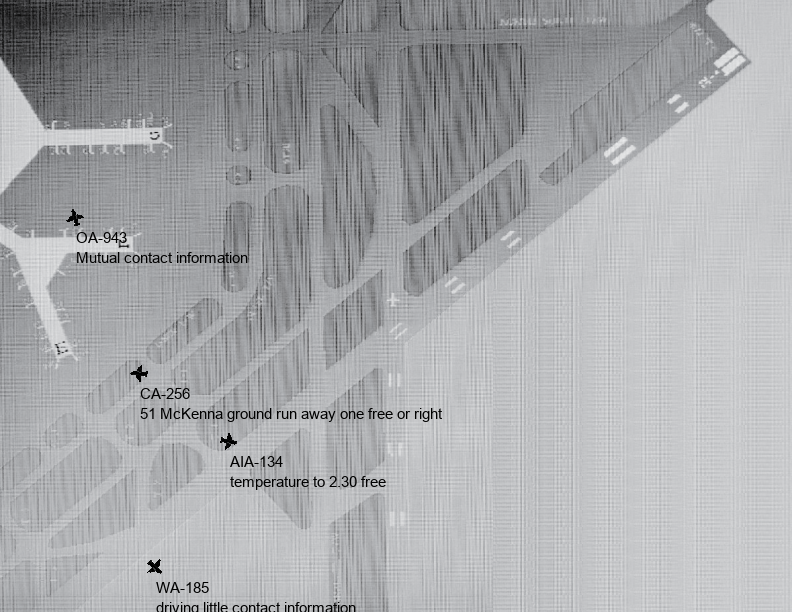 OA-943
Mutual contact information
CA-256
51 McKenna ground run away one free or right
AIA-134
temperature to 2.30 free
WA-185
driving little contact information